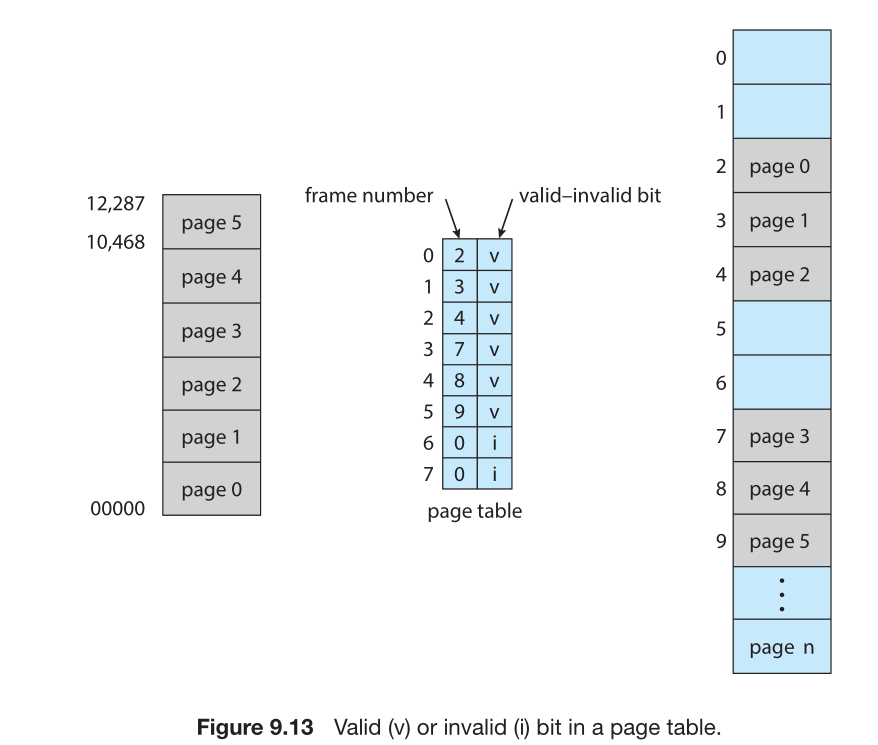 12,287
10,468
00000
page 5
page 4
page 3
page 2
page 1
page 0
frame number
valid–invalid bit
0 2 v
1 3 v
2 4 v
3 7 v
4 8 v
5 9 v
6 0 i
7 0 i
page table
0
1
2 page 0
3 page 1
4 page 2
5
6
7 page 3
8 page 4
9 page 5
page n
Figure 9.13 Valid (v) or invalid (i) bit in a page table.